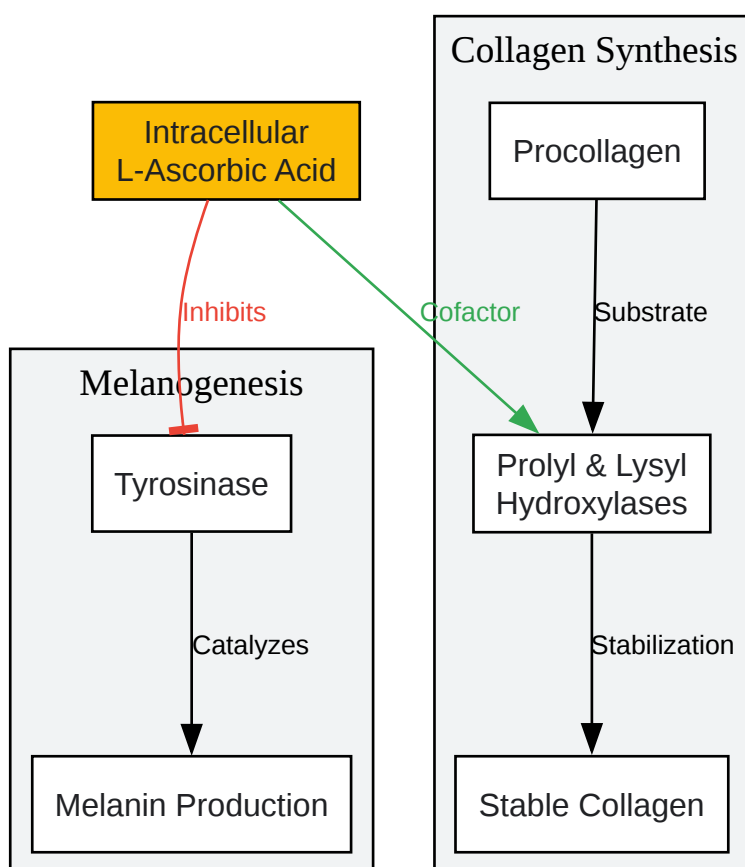 Collagen Synthesis
Intracellular
L-Ascorbic Acid
Procollagen
Inhibits
Cofactor
Substrate
Melanogenesis
Tyrosinase
Prolyl & Lysyl
Hydroxylases
Catalyzes
Stabilization
Melanin Production
Stable Collagen